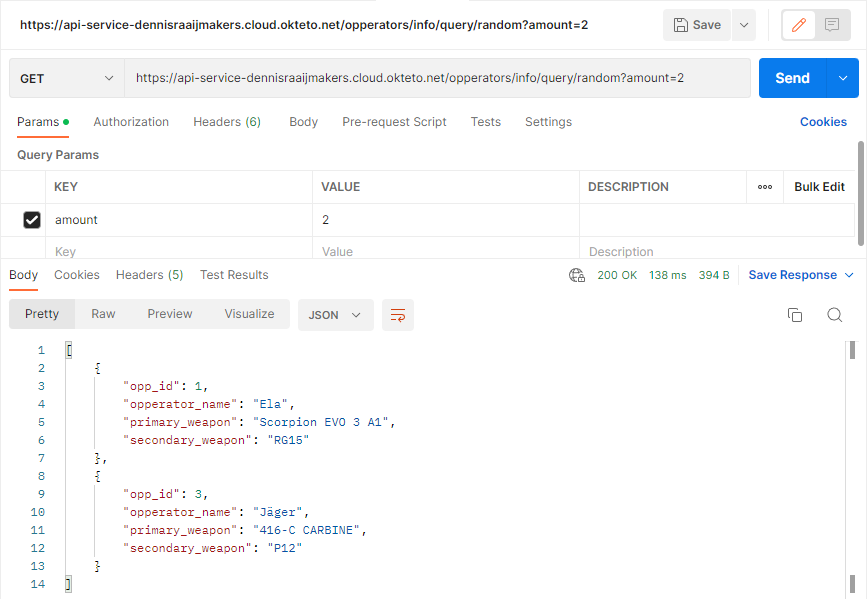 https://api-service-dennisraaijmakers.cloud.okteto.net/opperators/info/query/random?amount=2 Save
GET https://api-service-dennisraaijmakers.cloud.okteto.net/opperators/info/query/random?amount=2 Send
Params Authorization Headers (6) Body Pre-request Script Tests Settings Cookies
Query Params
KEY VALUE DESCRIPTION Bulk Edit
amount 2
Key Value Description
Body Cookies Headers (5) Test Results 200 OK 138 ms 394 B Save Response
Pretty Raw Preview Visualize JSON
1 [
2 {
3 "opp_id": 1,
4 "opperator_name": "Ela",
5 "primary_weapon": "Scorpion EVO 3 A1",
6 "secondary_weapon": "RG15"
7 },
8 {
9 "opp_id": 3,
10 "opperator_name": "Jäger",
11 "primary_weapon": "416-C CARBINE",
12 "secondary_weapon": "P12"
13 }
14 ]